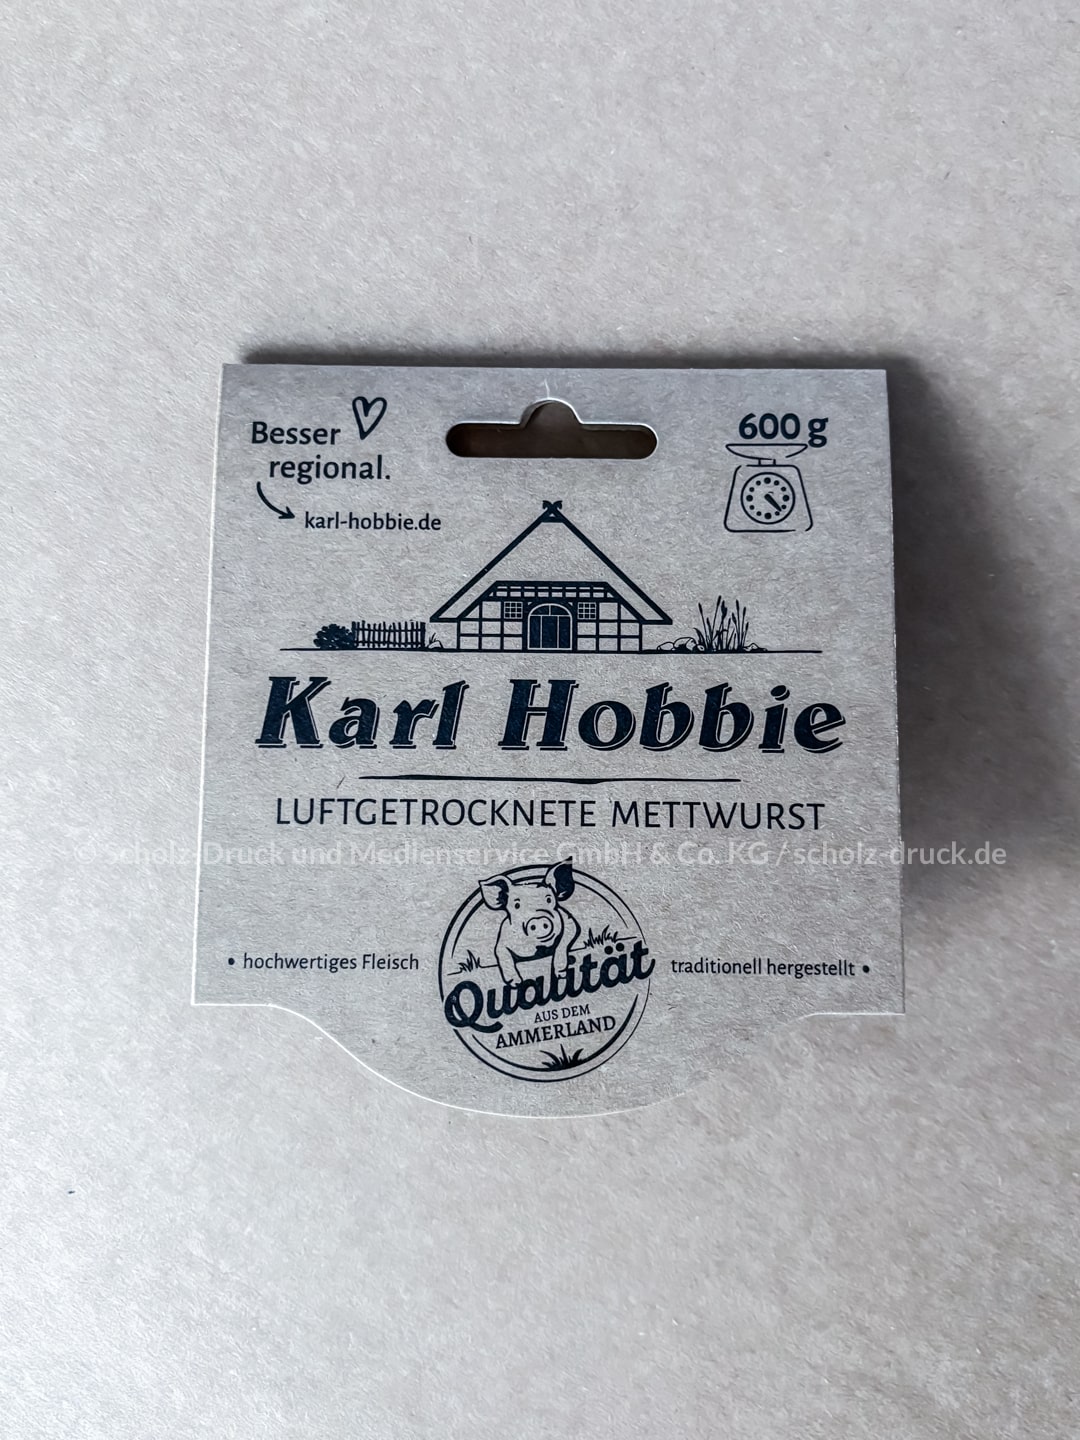 Besser
regional.
karl-hobbie.de
600 g
Karl Hobbie
LUFTGETROCKNETE METTWURST
Scholz-Druck und Medienservice GmbH & Co. KG / scholz-druck.de
• hochwertiges Fleisch
Qualität
AUS DEM
AMMERLAND
traditionell hergestellt •